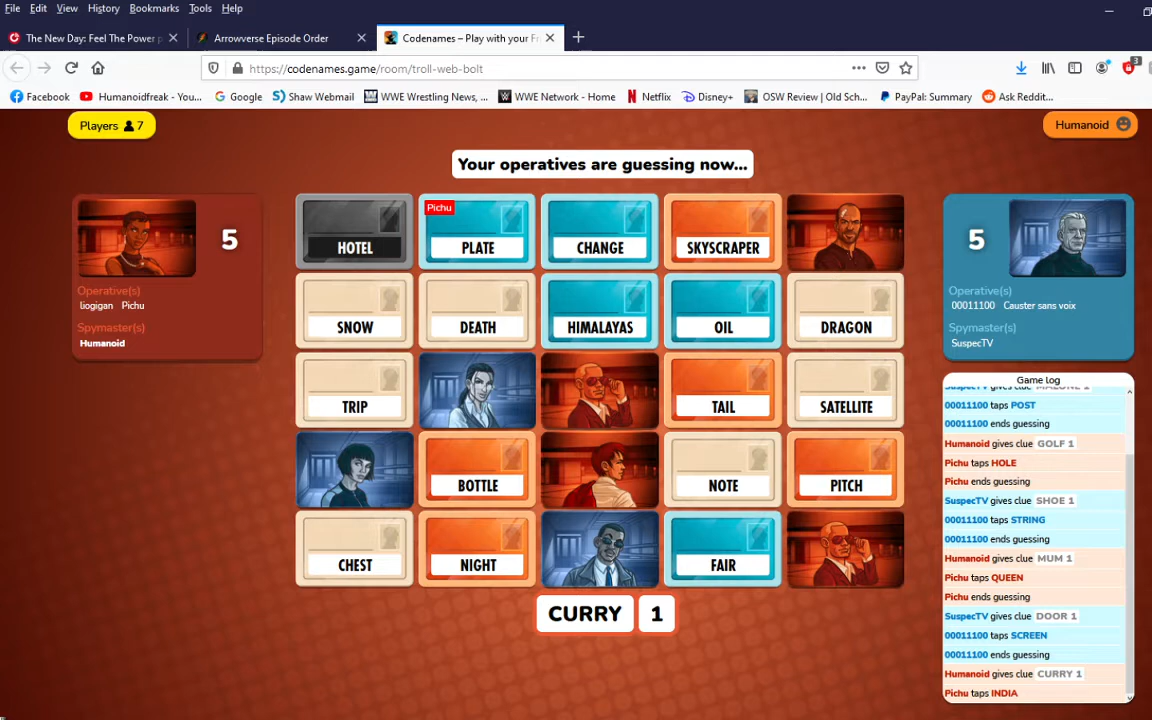 File Edit View History Bookmarks Tools Help
The New Day: Feel The Power p
Arrowverse Episode Order
Codenames – Play with your Fr
https://codenames.game/room/troll-web-bolt
3
Facebook
Humanoidfreak - You...
Google
Shaw Webmail
WWE Wrestling News, ...
WWE Network - Home
Netflix
Disney+
OSW Review | Old Sch...
PayPal: Summary
Ask Reddit...
Players 7
Humanoid
Your operatives are guessing now...
5
Operative(s)
liogigan Pichu
Spymaster(s)
Humanoid
HOTEL
Pichu
PLATE
CHANGE
SKYSCRAPER
SNOW
DEATH
HIMALAYAS
OIL
DRAGON
TRIP
TAIL
SATELLITE
BOTTLE
NOTE
PITCH
CHEST
NIGHT
FAIR
CURRY 1
5
Operative(s)
00011100 Causter sans voix
Spymaster(s)
SuspecTV
Game log
SuspecTV gives clue MALONE 1
00011100 taps POST
00011100 ends guessing
Humanoid gives clue GOLF 1
Pichu taps HOLE
Pichu ends guessing
SuspecTV gives clue SHOE 1
00011100 taps STRING
00011100 ends guessing
Humanoid gives clue MUM 1
Pichu taps QUEEN
Pichu ends guessing
SuspecTV gives clue DOOR 1
00011100 taps SCREEN
00011100 ends guessing
Humanoid gives clue CURRY 1
Pichu taps INDIA